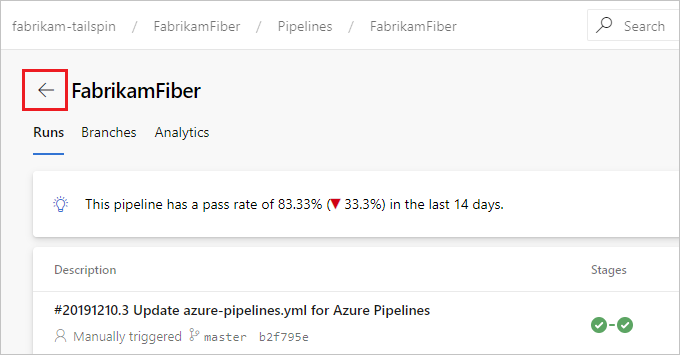 fabrikam-tailspin / FabrikamFiber / Pipelines / FabrikamFiber Search
FabrikamFiber
Runs Branches Analytics
This pipeline has a pass rate of 83.33% (▼ 33.3%) in the last 14 days.
Description Stages
#20191210.3 Update azure-pipelines.yml for Azure Pipelines
Manually triggered master b2f795e